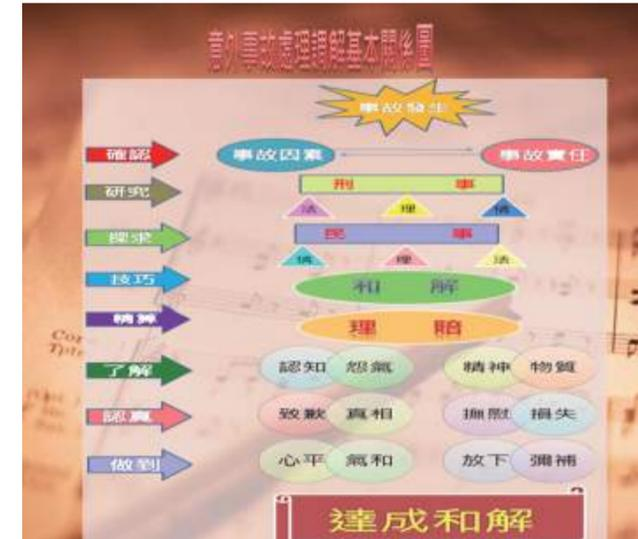 意外事故處理調解基本關係圖
事故發生
確認 事故因素 事故責任
研究 刑 事
法 理 情
探求 民 事
情 理 法
技巧 和 解
精算 理 賠
了解 認知 怨氣 精神 物質
認真 致歉 真相 撫慰 損失
做到 心平 氣和 放下 彌補
達成和解